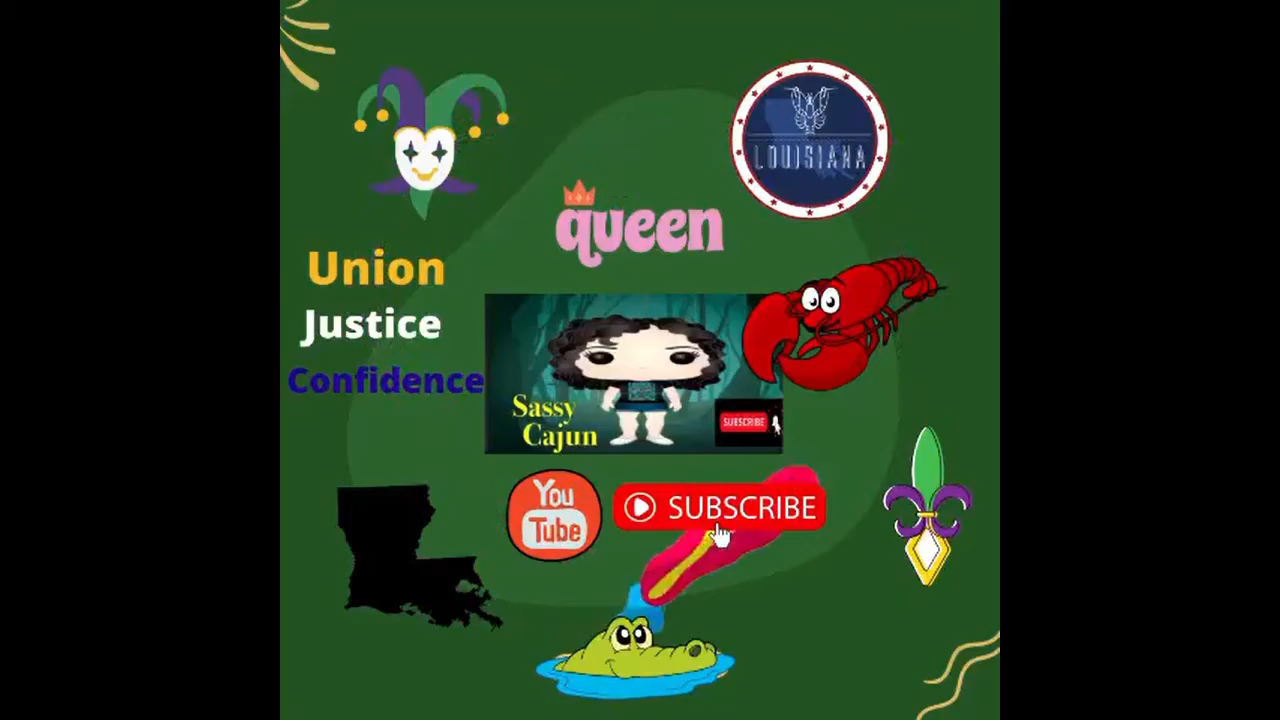 LOUISIANA
queen
Union
Justice
Confidence
Sassy
Cajun
SUBSCRIBE
You
Tube
SUBSCRIBE